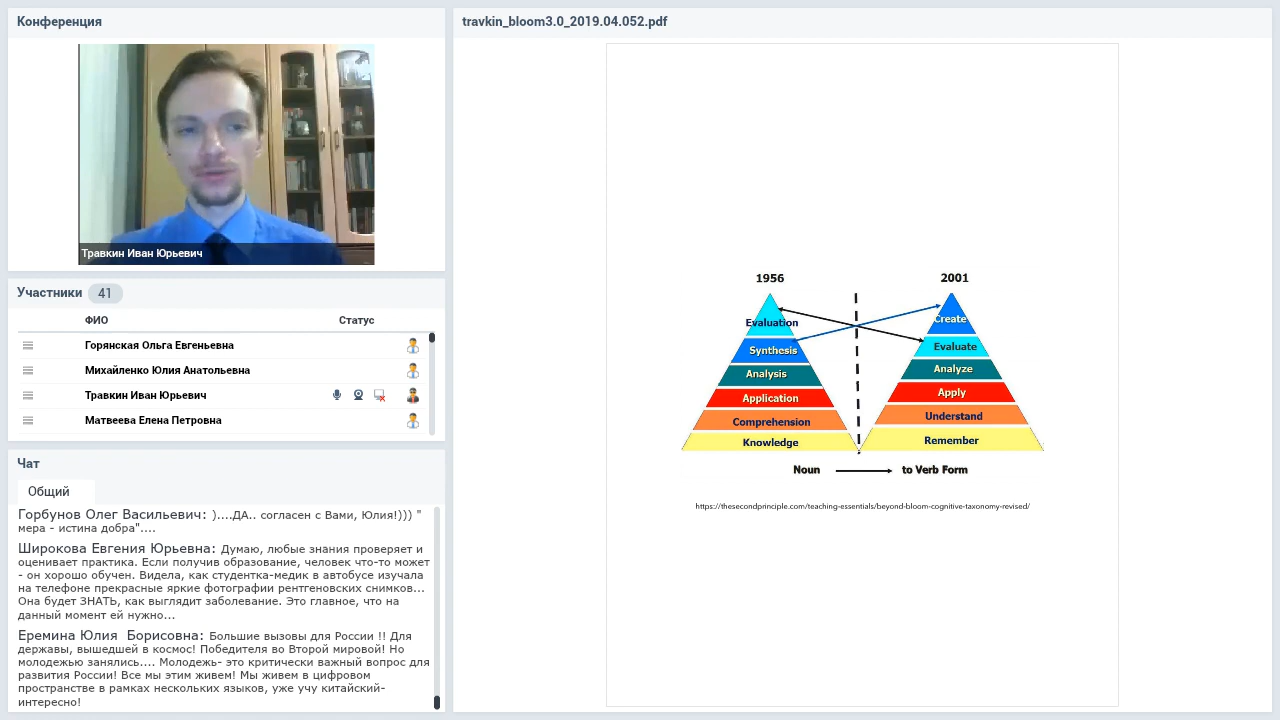 Конференция
Травкин Иван Юрьевич
Участники 41
ФИО Статус
Горянская Ольга Евгеньевна
Михайленко Юлия Анатольевна
Травкин Иван Юрьевич
Матвеева Елена Петровна
Чат
Общий
Горбунов Олег Васильевич: )....ДА.. согласен с Вами, Юлия!))) "
мера - истина добра"....
Широкова Евгения Юрьевна: Думаю, любые знания проверяет и
оценивает практика. Если получив образование, человек что-то может
- он хорошо обучен. Видела, как студентка-медик в автобусе изучала
на телефоне прекрасные яркие фотографии рентгеновских снимков...
Она будет ЗНАТЬ, как выглядит заболевание. Это главное, что на
данный момент ей нужно...
Еремина Юлия  Борисовна: Большие вызовы для России !! Для
державы, вышедшей в космос! Победителя во Второй мировой! Но
молодежью занялись.... Молодежь- это критически важный вопрос для
развития России! Все мы этим живем! Мы живем в цифровом
пространстве в рамках нескольких языков, уже учу китайский-
интересно!
travkin_bloom3.0_2019.04.052.pdf
1956
Evaluation
Synthesis
Analysis
Application
Comprehension
Knowledge
2001
Create
Evaluate
Analyze
Apply
Understand
Remember
Noun to Verb Form
https://thesecondprinciple.com/teaching-essentials/beyond-bloom-cognitive-taxonomy-revised/